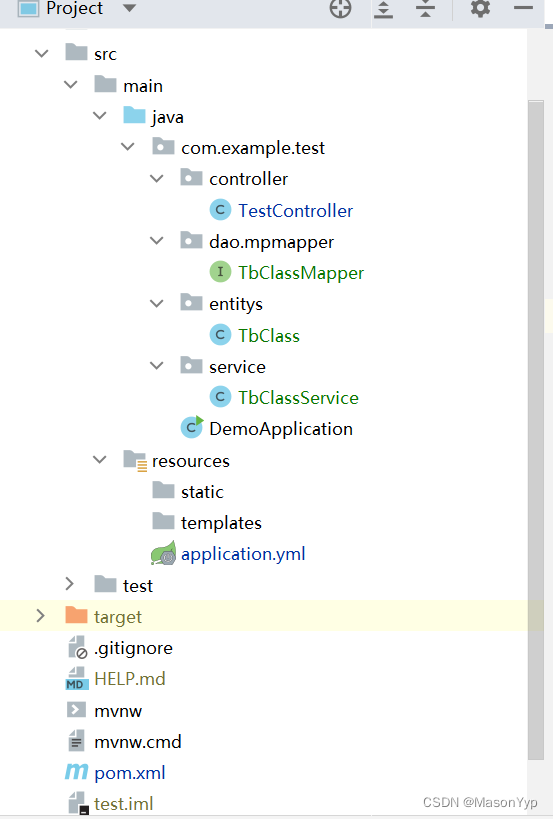 Project
src
main
java
com.example.test
controller
C TestController
dao.mpmapper
I TbClassMapper
entitys
C TbClass
service
C TbClassService
C DemoApplication
resources
static
templates
application.yml
test
target
.gitignore
MD HELP.md
mvnw
mvnw.cmd
m pom.xml
test.iml
CSDN @MasonYyp